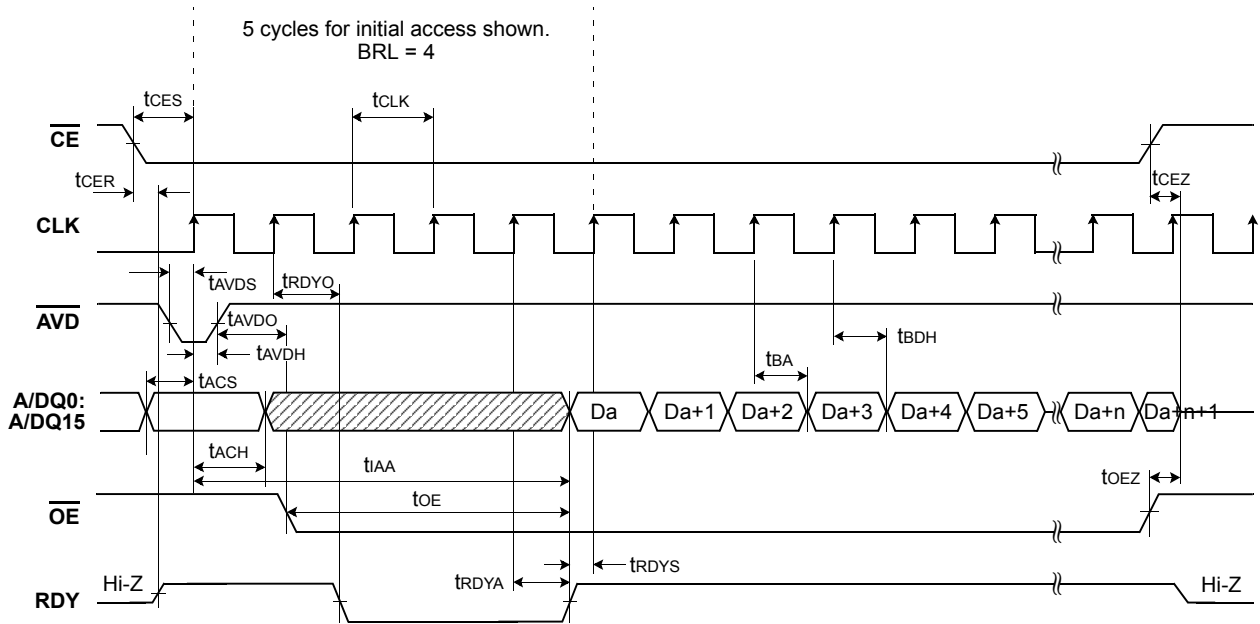 5 cycles for initial access shown.
BRL = 4
tCES
tCLK
CE
tCER
tCEZ
CLK
tAVDS
tRDYO
AVD
tAVDO
tAVDH
tBDH
tBA
tACS
A/DQ0:
A/DQ15
Da
Da+1
Da+2
Da+3
Da+4
Da+5
Da+n
Da+n+1
tACH
tIAA
tOEZ
OE
tOE
tRDYS
tRDYA
Hi-Z
Hi-Z
RDY